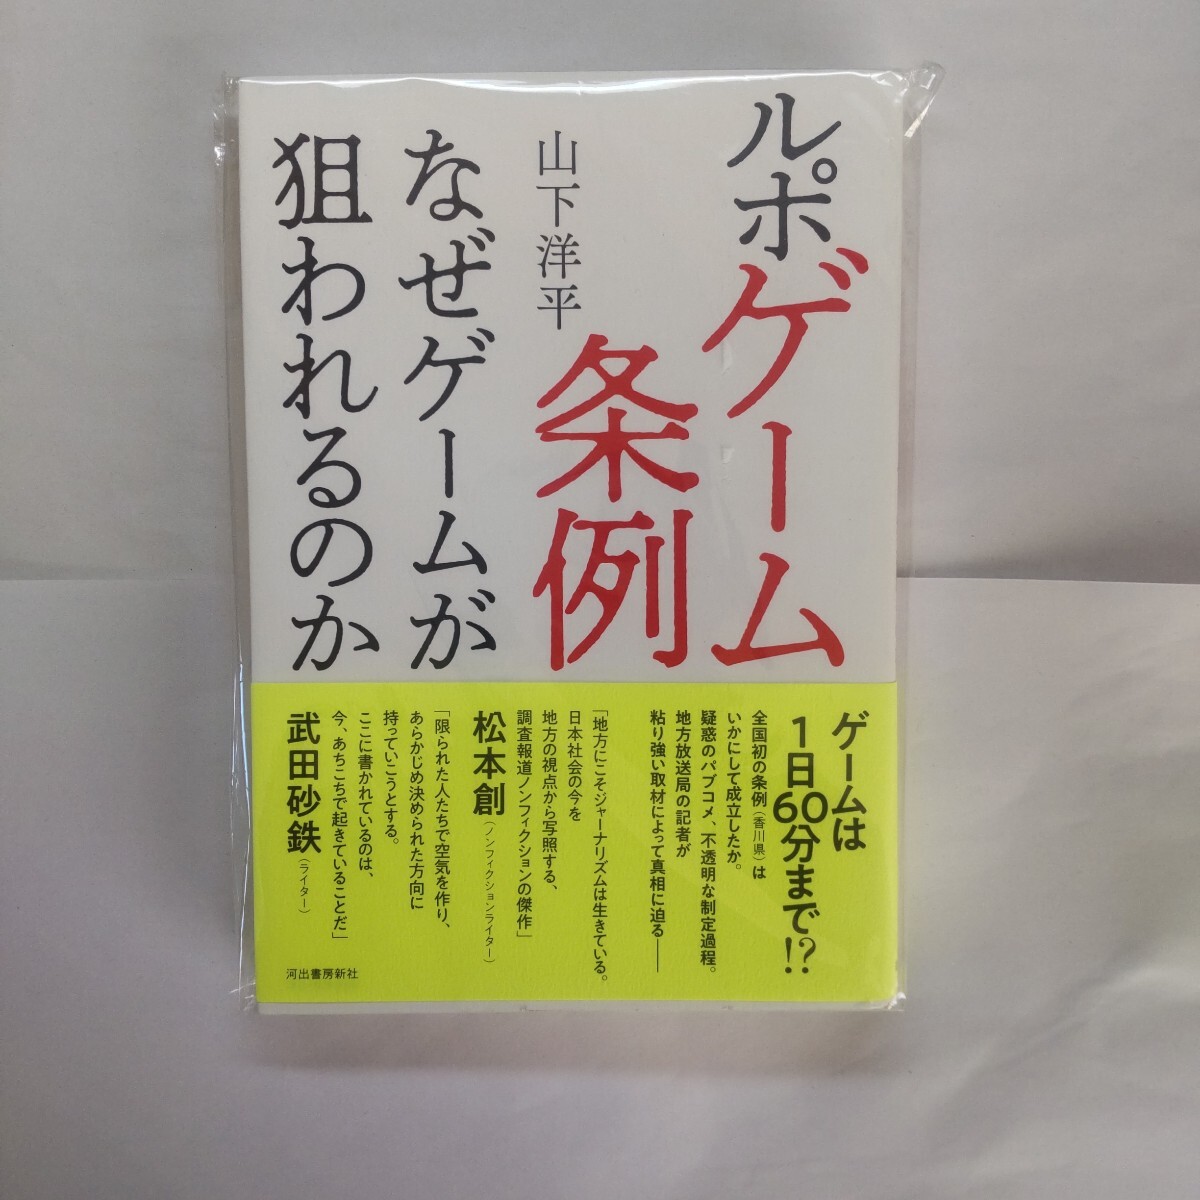 ルポゲーム
条例
山下洋平
なぜゲームが
狙われるのか
ゲームは
1日60分まで!?
全国初の条例（香川県）は
いかにして成立したか。
疑惑のパブコメ、不透明な制定過程。
地方放送局の記者が
粘り強い取材によって真相に迫る——
「地方にこそジャーナリズムは生きている。
日本社会の今を
地方の視点から写照する、
調査報道ノンフィクションの傑作」
松本創（ノンフィクションライター）
「限られた人たちで空気を作り、
あらかじめ決められた方向に
持っていこうとする。
ここに書かれているのは、
今、あちこちで起きていることだ」
武田砂鉄（ライター）
河出書房新社